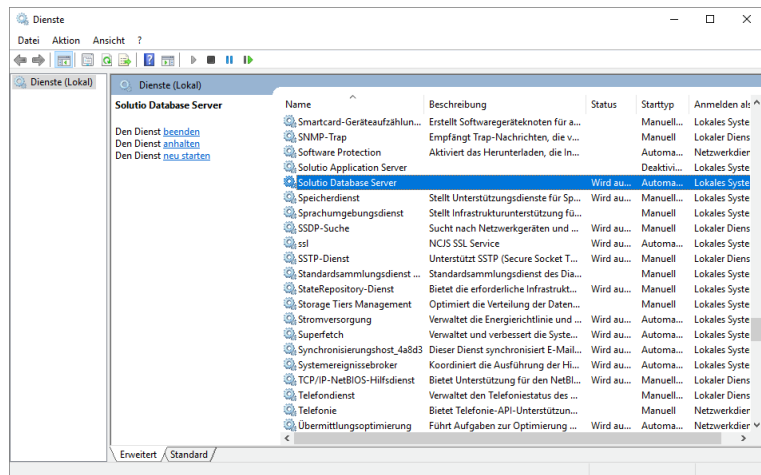 Dienste
Datei Aktion Ansicht ?
Dienste (Lokal)
Dienste (Lokal)
Solutio Database Server
Den Dienst beenden
Den Dienst anhalten
Den Dienst neu starten
Name Beschreibung Status Starttyp Anmelden als
Smartcard-Geräteaufzählun... Erstellt Softwaregeräteknoten für a... Manuell... Lokales Syste
SNMP-Trap Empfängt Trap-Nachrichten, die v... Manuell Lokaler Diens
Software Protection Aktiviert das Herunterladen, die In... Automa... Netzwerkdien
Solutio Application Server Deaktivi... Lokales Syste
Solutio Database Server Wird au... Automa... Lokales Syste
Speicherdienst Stellt Unterstützungsdienste für Sp... Wird au... Manuell... Lokales Syste
Sprachumgebungsdienst Stellt Infrastrukturunterstützung fü... Manuell Lokales Syste
SSDP-Suche Sucht nach Netzwerkgeräten und ... Wird au... Manuell Lokaler Diens
ssl NCJS SSL Service Wird au... Automa... Lokales Syste
SSTP-Dienst Unterstützt SSTP (Secure Socket T... Wird au... Manuell Lokaler Diens
Standardsammlungsdienst ... Standardsammlungsdienst des Dia... Manuell Lokales Syste
StateRepository-Dienst Bietet die erforderliche Infrastrukt... Wird au... Manuell Lokales Syste
Storage Tiers Management Optimiert die Verteilung der Daten... Manuell Lokales Syste
Stromversorgung Verwaltet die Energierichtlinie und ... Wird au... Automa... Lokales Syste
Superfetch Verwaltet und verbessert die Syste... Wird au... Automa... Lokales Syste
Synchronisierungshost_4a8d3 Dieser Dienst synchronisiert E-Mail... Wird au... Automa... Lokales Syste
Systemereignissebroker Koordiniert die Ausführung der Hi... Wird au... Automa... Lokales Syste
TCP/IP-NetBIOS-Hilfsdienst Bietet Unterstützung für den NetBI... Wird au... Manuell... Lokaler Diens
Telefondienst Verwaltet den Telefoniestatus des ... Manuell... Lokaler Diens
Telefonie Bietet Telefonie-API-Unterstützun... Manuell Netzwerkdien
Übermittlungsoptimierung Führt Aufgaben zur Optimierung ... Wird au... Automa... Netzwerkdien
Erweitert Standard